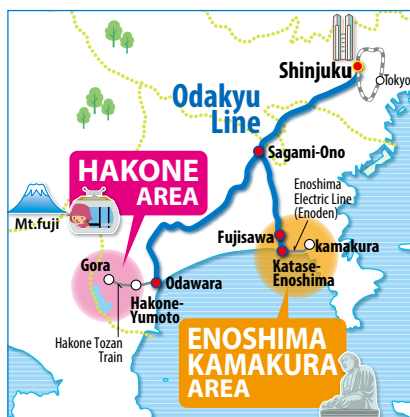 Shinjuku
Tokyo
Odakyu
Line
Sagami-Ono
HAKONE
AREA
Enoshima
Electric Line
(Enoden)
Mt.fuji
Fujisawa
kamakura
Gora
Katase-
Enoshima
Odawara
Hakone-
Yumoto
Hakone Tozan
Train
ENOSHIMA
KAMAKURA
AREA